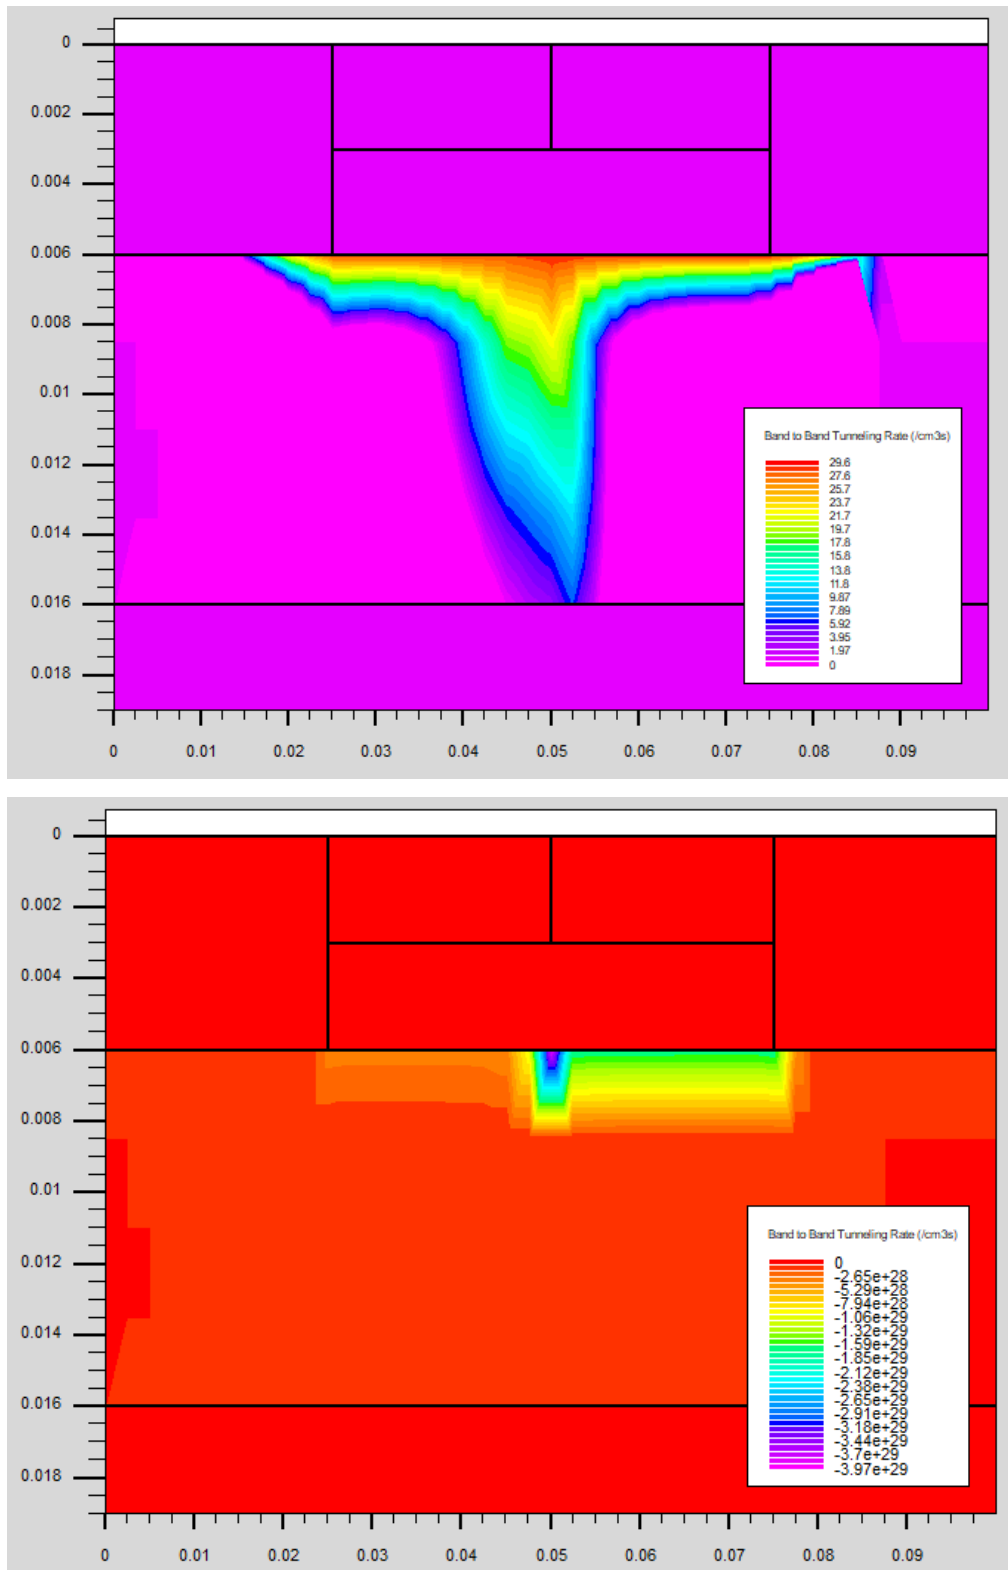 0
0.002
0.004
0.006
0.008
0.01
0.012
0.014
0.016
0.018
Band to Band Tunneling Rate (/cm3s)
29.6
27.6
25.7
23.7
21.7
19.7
17.8
15.8
13.8
11.8
9.87
7.89
5.92
3.95
1.97
0
0 0.01 0.02 0.03 0.04 0.05 0.06 0.07 0.08 0.09
0
0.002
0.004
0.006
0.008
0.01
0.012
0.014
0.016
0.018
Band to Band Tunneling Rate (/cm3s)
0
-2.65e+28
-5.29e+28
-7.94e+28
-1.06e+29
-1.32e+29
-1.59e+29
-1.85e+29
-2.12e+29
-2.38e+29
-2.65e+29
-2.91e+29
-3.18e+29
-3.44e+29
-3.7e+29
-3.97e+29
0 0.01 0.02 0.03 0.04 0.05 0.06 0.07 0.08 0.09